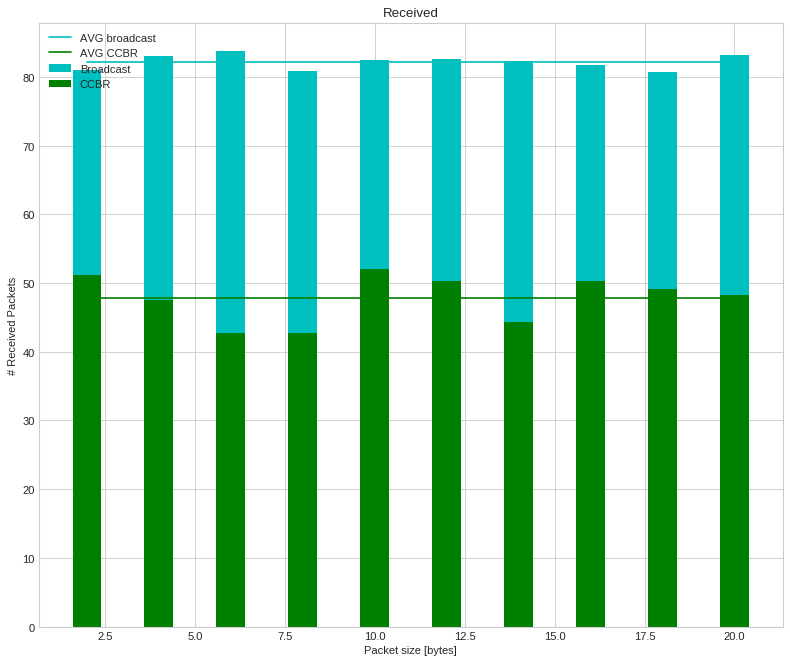 Received
AVG broadcast
AVG CCBR
Broadcast
CCBR
80
70
60
50
40
30
20
10
0
# Received Packets
2.5 5.0 7.5 10.0 12.5 15.0 17.5 20.0
Packet size [bytes]